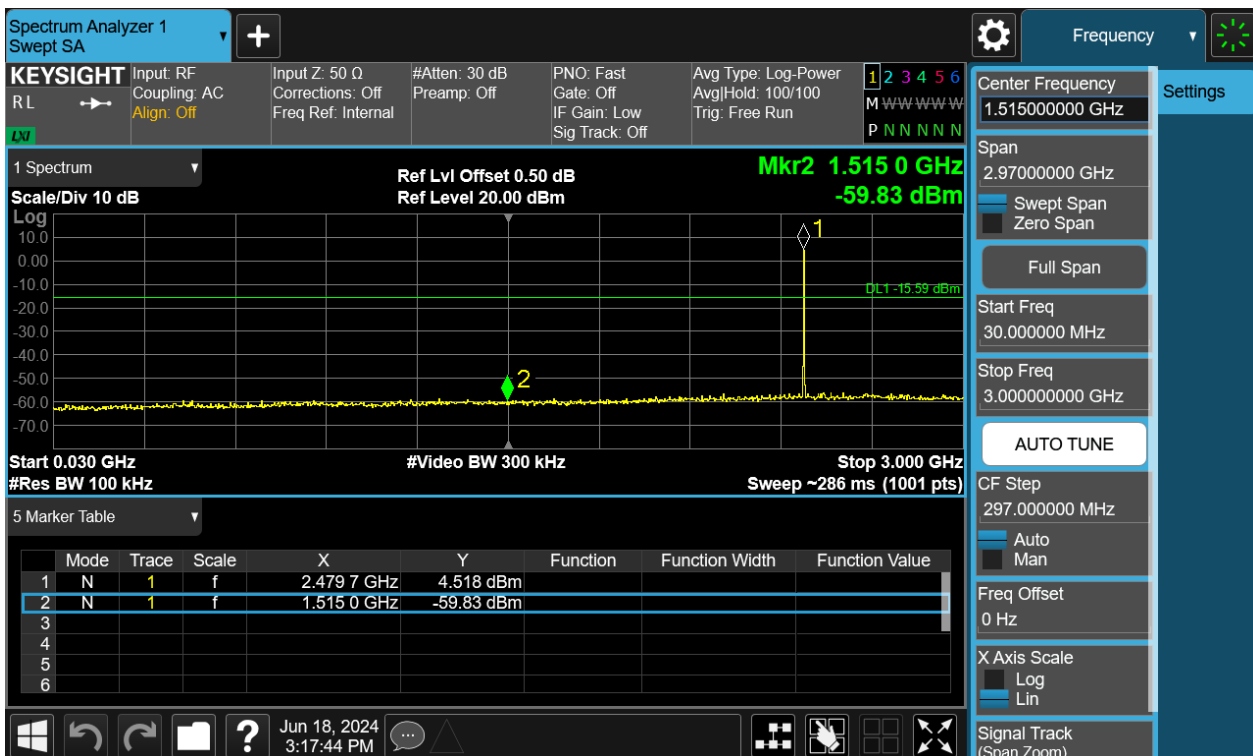 Spectrum Analyzer 1
Swept SA
Frequency
KEYSIGHT
R L
LXI
Input: RF
Coupling: AC
Align: Off
Input Z: 50 Ω
Corrections: Off
Freq Ref: Internal
#Atten: 30 dB
Preamp: Off
PNO: Fast
Gate: Off
IF Gain: Low
Sig Track: Off
Avg Type: Log-Power
Avg|Hold: 100/100
Trig: Free Run
1 2 3 4 5 6
M W W W W W
P N N N N N
1 Spectrum
Scale/Div 10 dB
Ref Lvl Offset 0.50 dB
Ref Level 20.00 dBm
Mkr2 1.515 0 GHz
-59.83 dBm
Log
10.0
0.00
-10.0
-20.0
-30.0
-40.0
-50.0
-60.0
-70.0
1
DL1 -15.59 dBm
2
Start 0.030 GHz
#Video BW 300 kHz
Stop 3.000 GHz
#Res BW 100 kHz
Sweep ~286 ms (1001 pts)
5 Marker Table
Mode Trace Scale X Y Function Function Width Function Value
1 N 1 f 2.479 7 GHz 4.518 dBm
2 N 1 f 1.515 0 GHz -59.83 dBm
3
4
5
6
?
Jun 18, 2024
3:17:44 PM
Center Frequency
1.515000000 GHz
Span
2.97000000 GHz
Swept Span
Zero Span
Full Span
Start Freq
30.000000 MHz
Stop Freq
3.000000000 GHz
AUTO TUNE
CF Step
297.000000 MHz
Auto
Man
Freq Offset
0 Hz
X Axis Scale
Log
Lin
Signal Track
(Span Zoom)
Settings